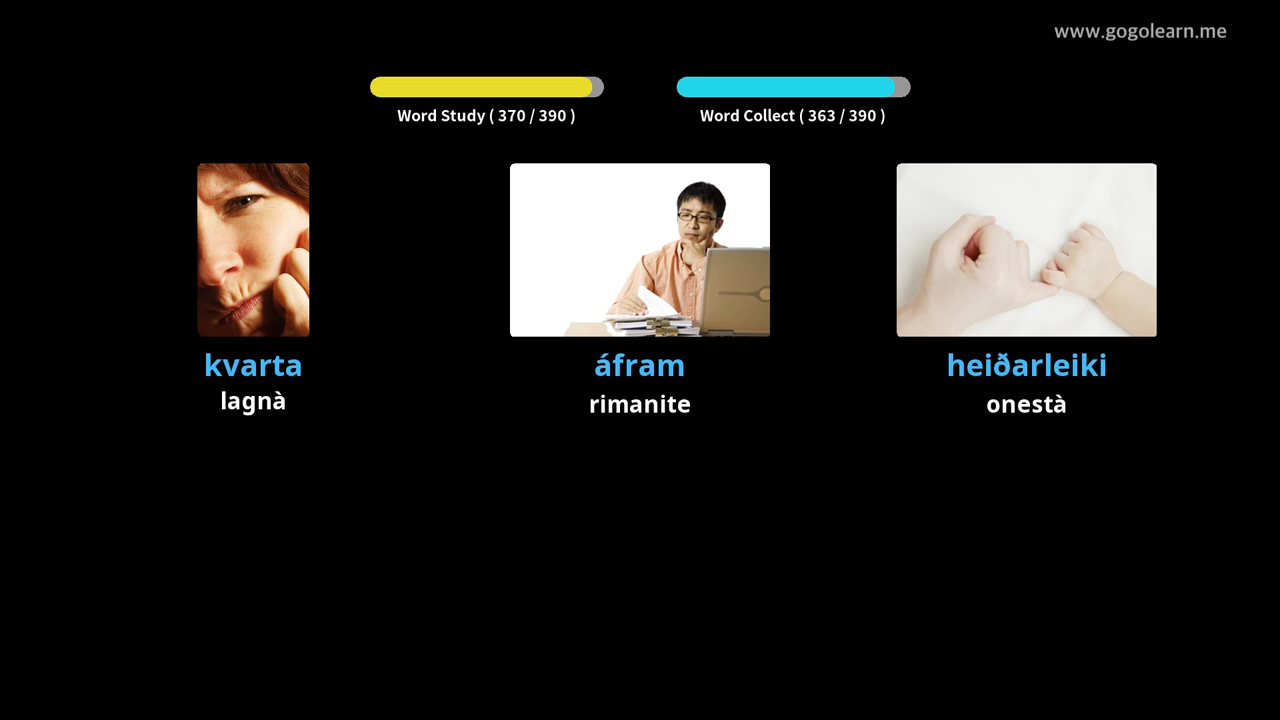 www.gogolearn.me
Word Study ( 370 / 390 )
Word Collect ( 363 / 390 )
kvarta
lagnà
áfram
rimanite
heiðarleiki
onestà